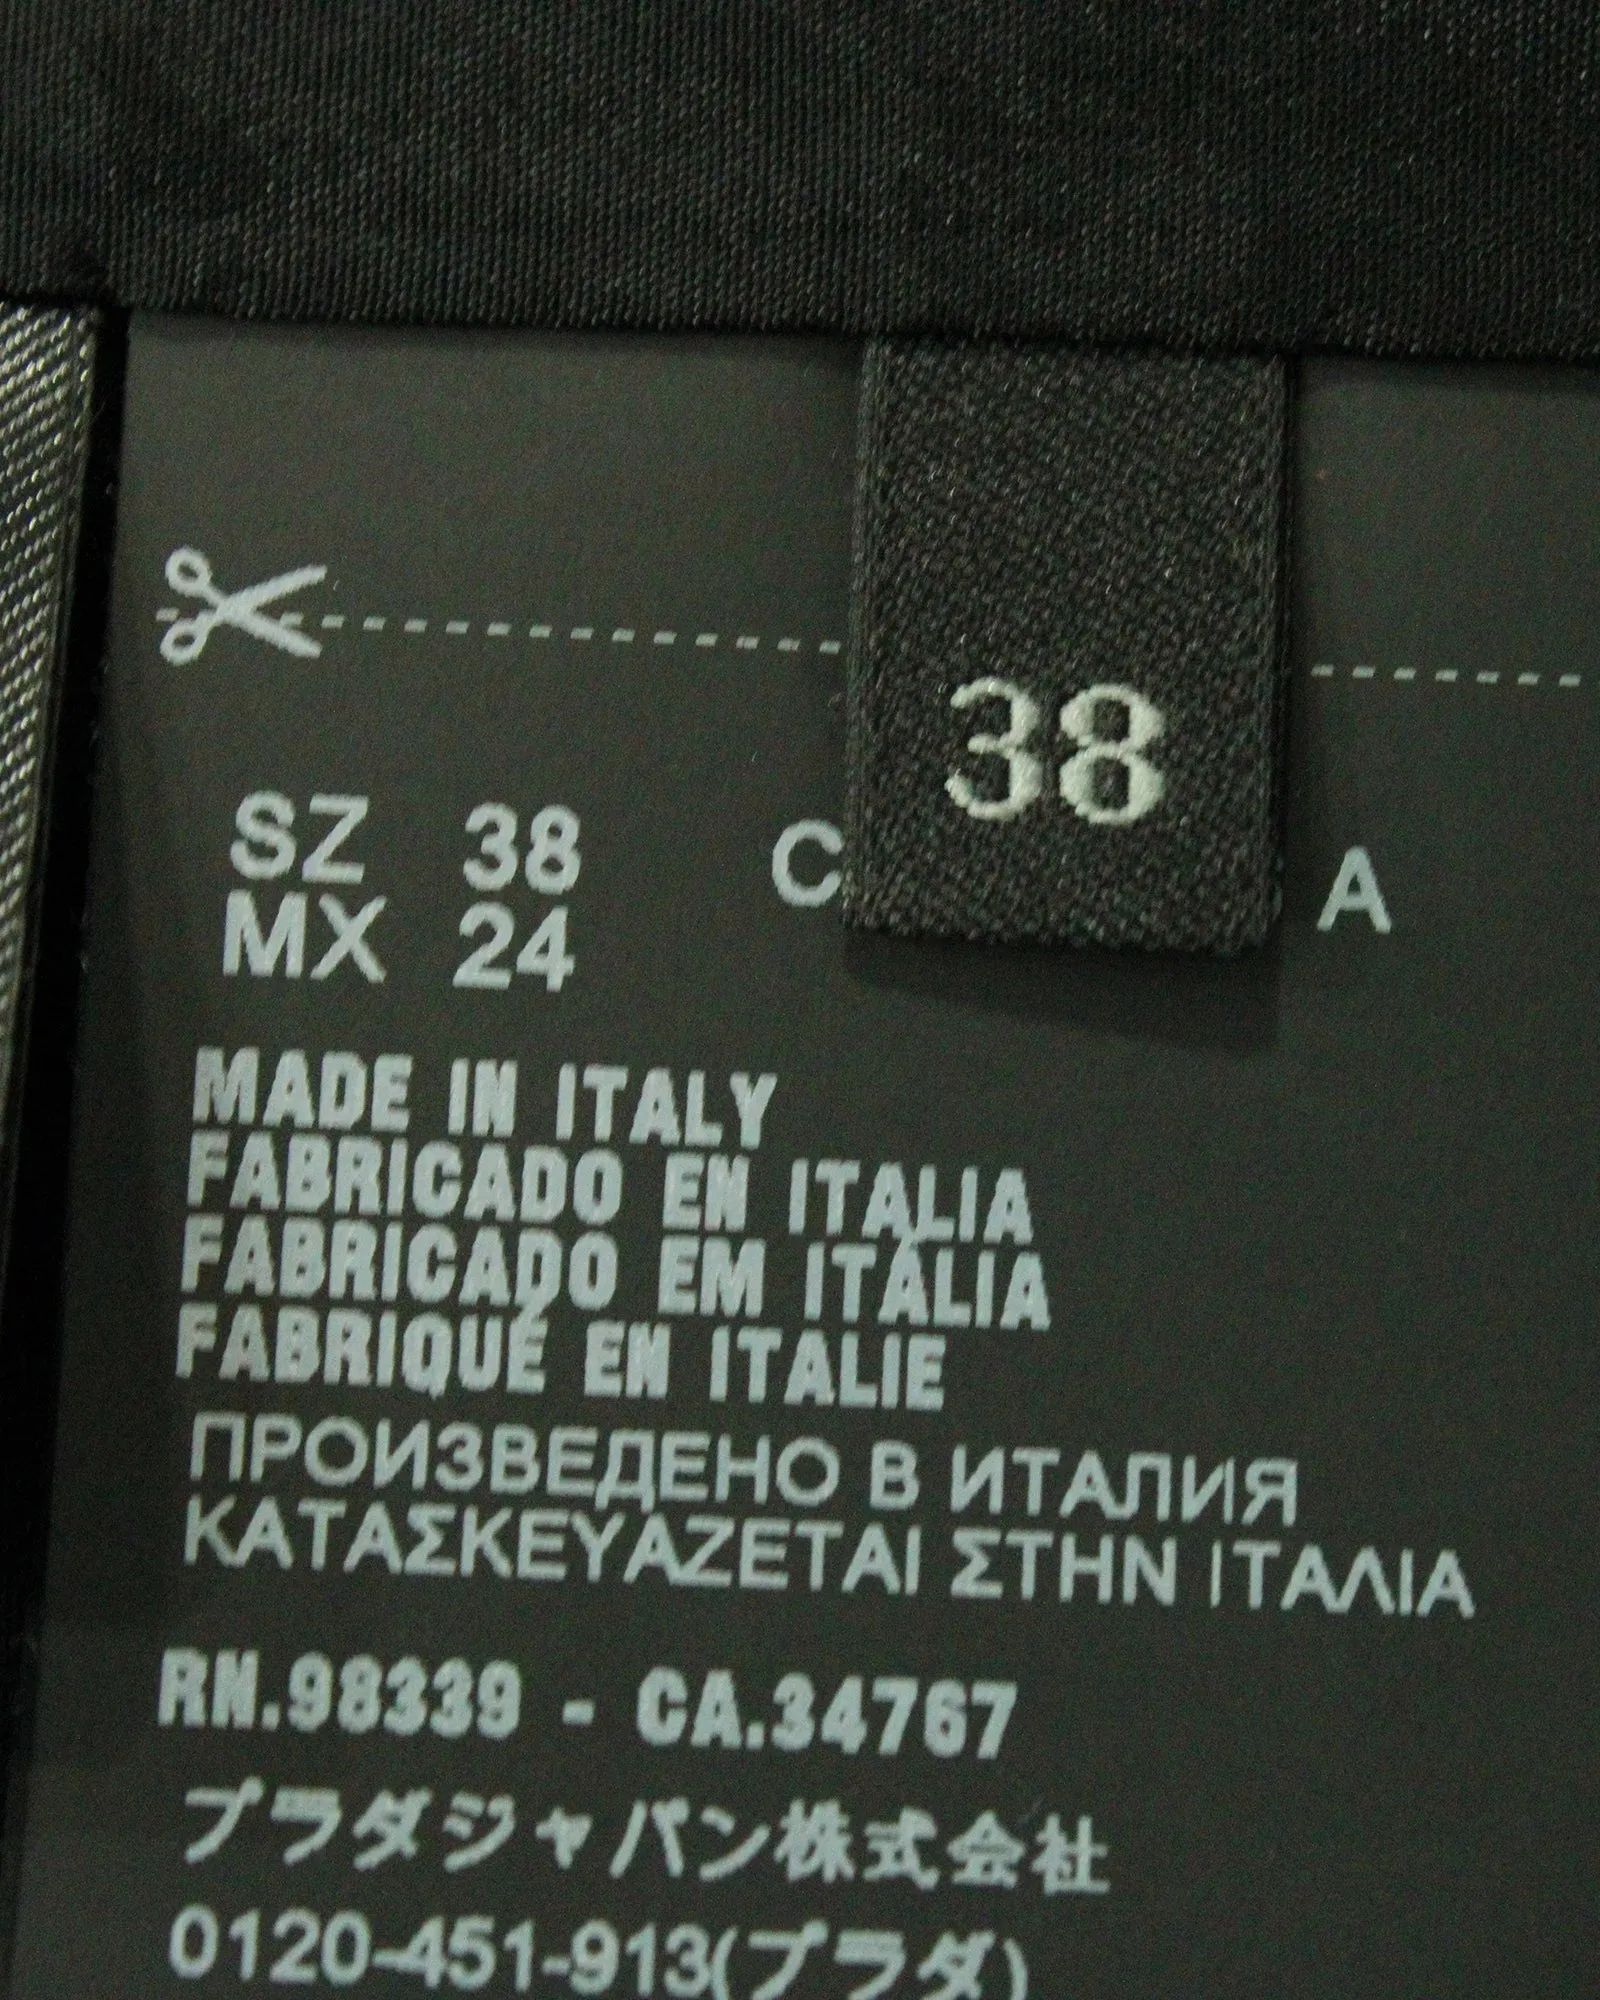 38
SZ 38 C A
MX 24
MADE IN ITALY
FABRICADO EN ITALIA
FABRICADO EM ITÁLIA
FABRIQUÉ EN ITALIE
ПРОИЗВЕДЕНО В ИТАЛИЯ
ΚΑΤΑΣΚΕΥΑΖΕΤΑΙ ΣΤΗΝ ΙΤΑΛΙΑ
RN.98339 - CA.34767
プラダジャパン株式会社
0120-451-913(プラダ)